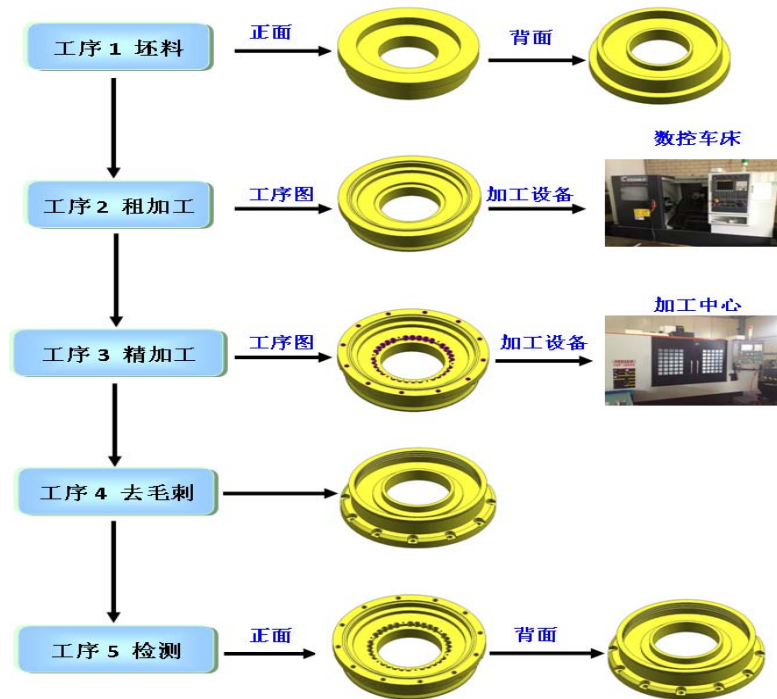 工序1 坯料
正面
背面
数控车床
工序2 租加工
工序图
加工设备
加工中心
工序3 精加工
工序图
加工设备
工序4 去毛刺
工序5 检测
正面
背面